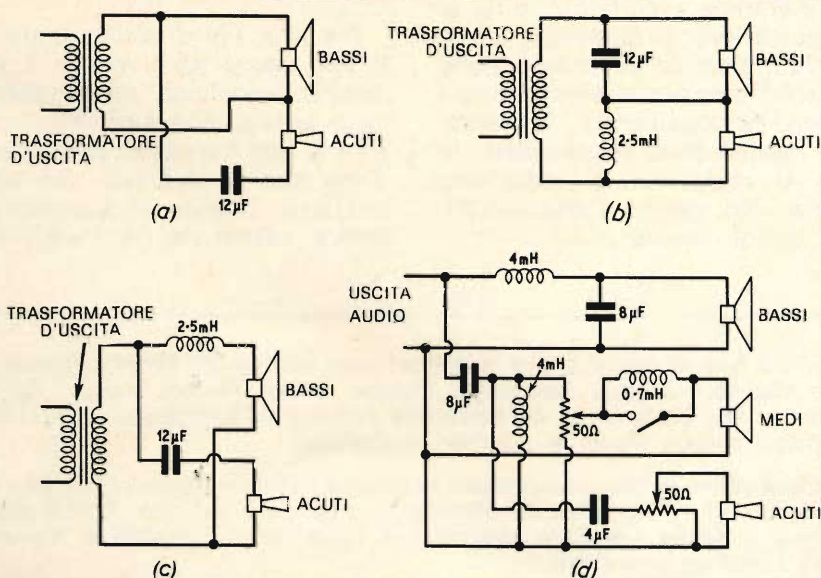 BASSI
TRASFORMATORE
D'USCITA
ACUTI
12µF
(a)
TRASFORMATORE
D'USCITA
12µF
BASSI
2·5mH
ACUTI
(b)
TRASFORMATORE
D'USCITA
2·5mH
BASSI
12µF
ACUTI
(c)
4mH
USCITA
AUDIO
8µF
BASSI
4mH
8µF
50Ω
0·7mH
MEDI
4µF
50Ω
ACUTI
(d)